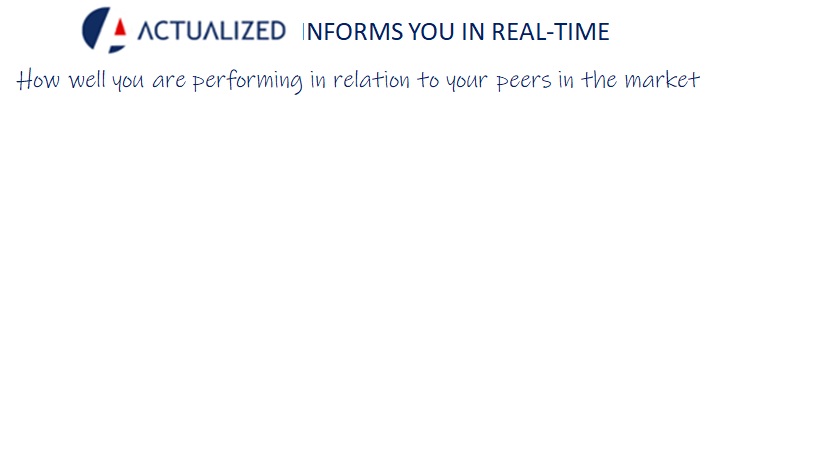 ACTUALIZED INFORMS YOU IN REAL-TIME
How well you are performing in relation to your peers in the market